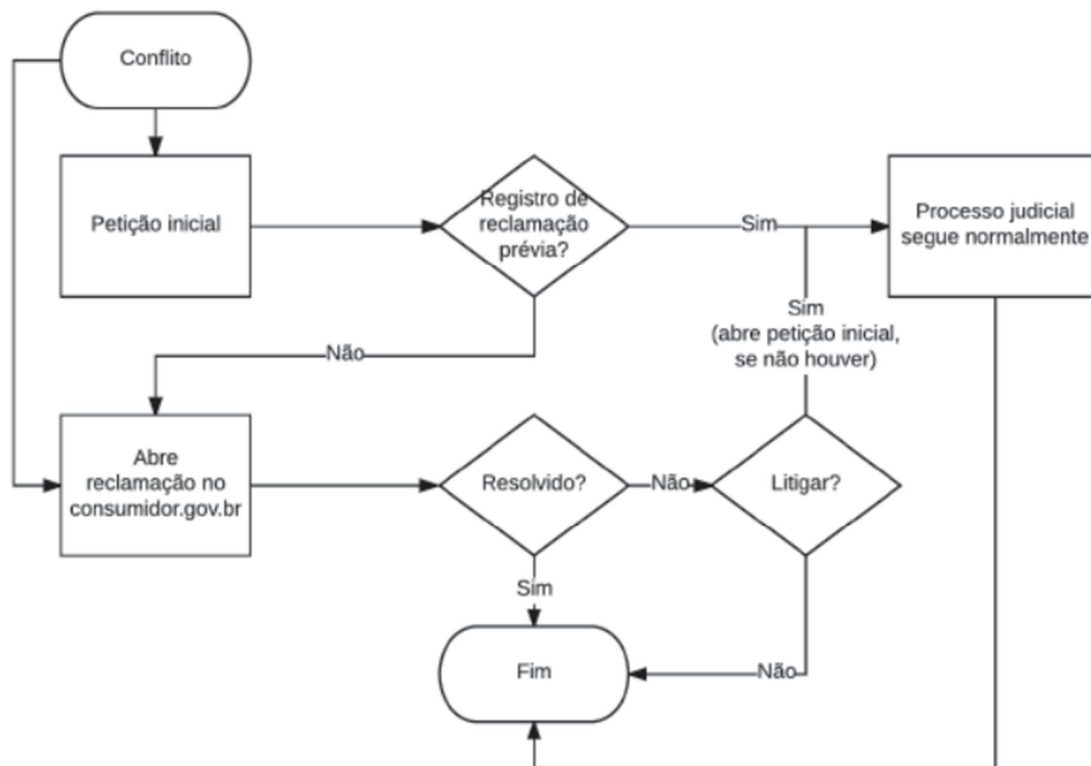 Conflito
Petição inicial
Registro de
reclamação
prévia?
Sim
Processo judicial
segue normalmente
Sim
(abre petição inicial,
se não houver)
Não
Abre
reclamação no
consumidor.gov.br
Resolvido?
Não
Litigar?
Sim
Fim
Não